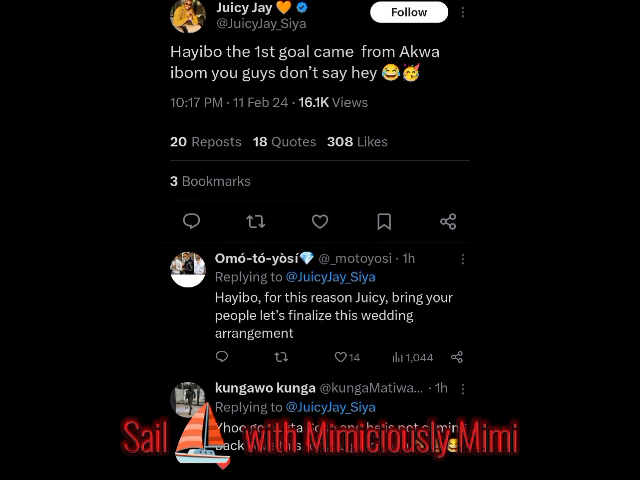 Juicy Jay 🧡
@JuicyJay_Siya
Follow
Hayibo the 1st goal came from Akwa
ibom you guys don't say hey 😂🥳
10:17 PM · 11 Feb 24 · 16.1K Views
20 Reposts 18 Quotes 308 Likes
3 Bookmarks
Omó-tó-yòsí💎 @_motoyosi · 1h
Replying to @JuicyJay_Siya
Hayibo, for this reason Juicy, bring your
people let's finalize this wedding
arrangement
14
1,044
kungawo kunga @kungaMatiwa... · 1h
Replying to @JuicyJay_Siya
Sail ⛵ with Mimiciously Mimi
back